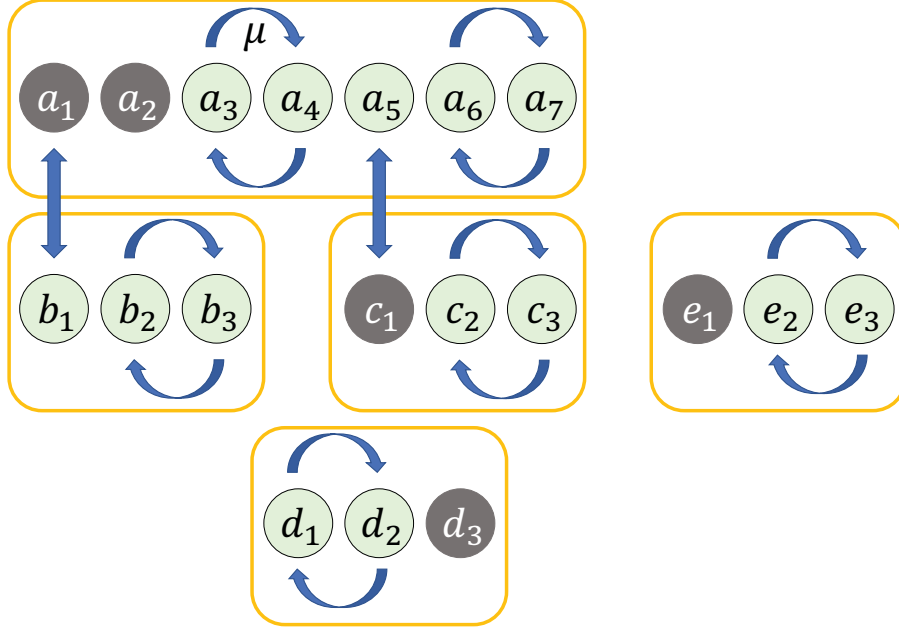 μ
a₁ a₂ a₃ a₄ a₅ a₆ a₇
b₁ b₂ b₃ c₁ c₂ c₃ e₁ e₂ e₃
d₁ d₂ d₃